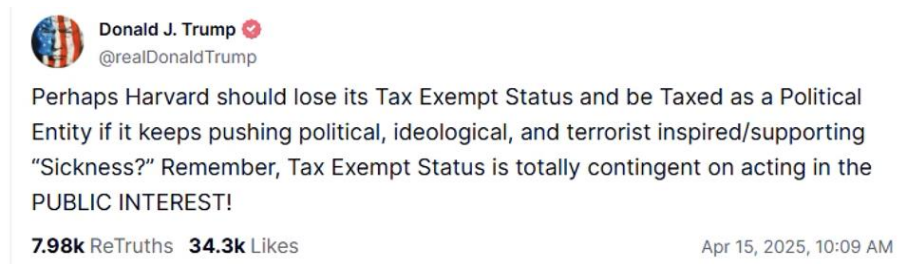 Donald J. Trump
@realDonaldTrump
Perhaps Harvard should lose its Tax Exempt Status and be Taxed as a Political
Entity if it keeps pushing political, ideological, and terrorist inspired/supporting
“Sickness?” Remember, Tax Exempt Status is totally contingent on acting in the
PUBLIC INTEREST!
7.98k ReTruths 34.3k Likes Apr 15, 2025, 10:09 AM